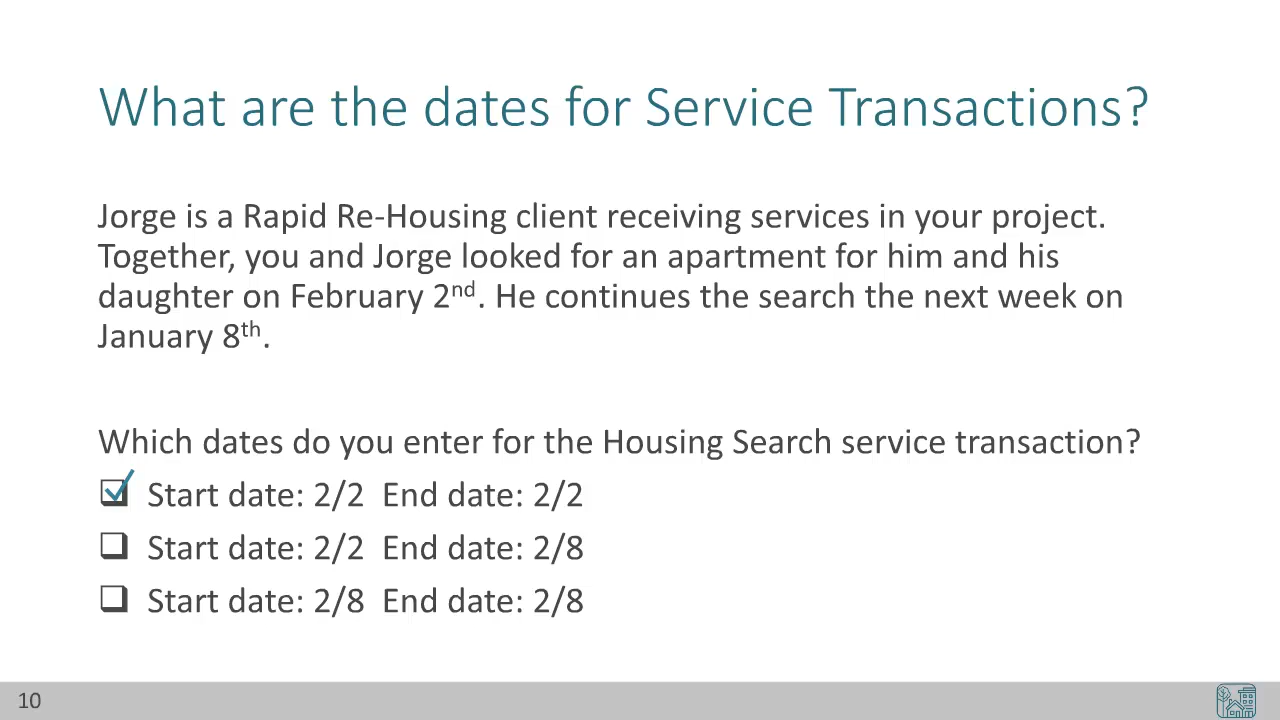 What are the dates for Service Transactions?
Jorge is a Rapid Re-Housing client receiving services in your project.
Together, you and Jorge looked for an apartment for him and his
daughter on February 2nd. He continues the search the next week on
January 8th.
Which dates do you enter for the Housing Search service transaction?
Start date: 2/2 End date: 2/2
Start date: 2/2 End date: 2/8
Start date: 2/8 End date: 2/8
10